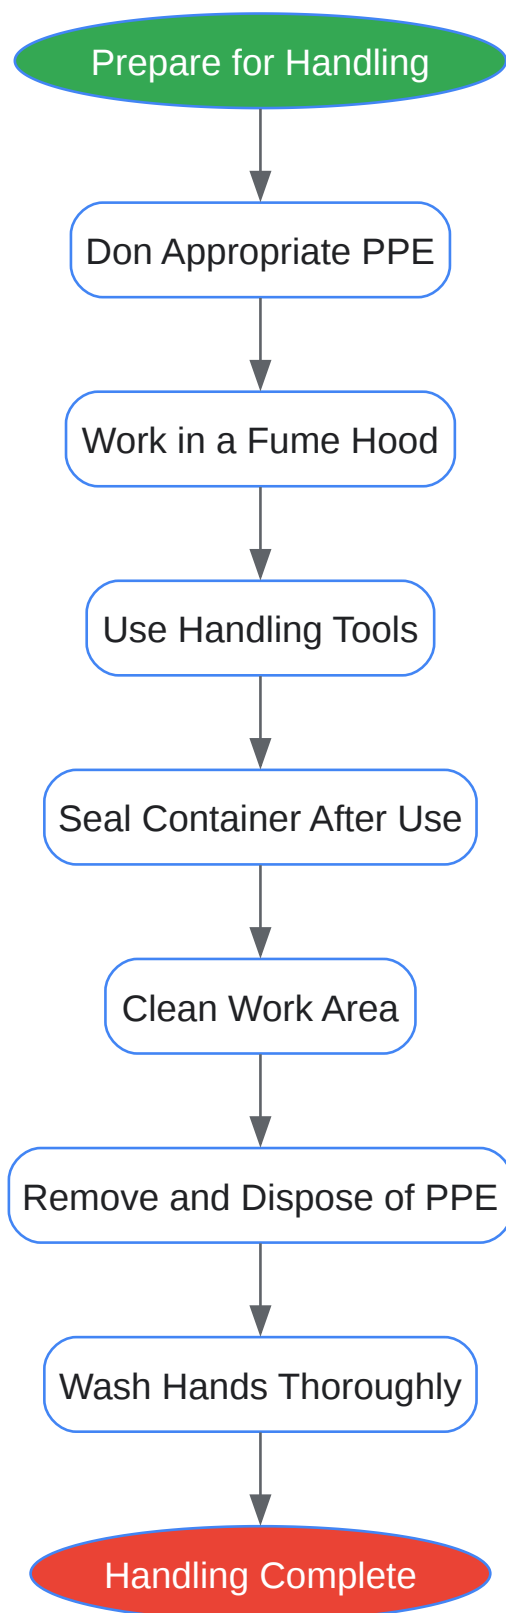 Prepare for Handling
Don Appropriate PPE
Work in a Fume Hood
Use Handling Tools
Seal Container After Use
Clean Work Area
Remove and Dispose of PPE
Wash Hands Thoroughly
Handling Complete